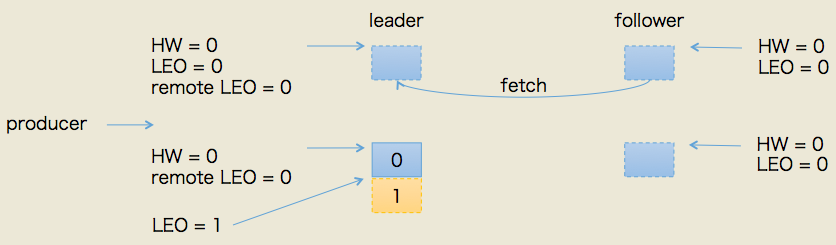 leader
follower
HW = 0
LEO = 0
remote LEO = 0
HW = 0
LEO = 0
fetch
producer
HW = 0
remote LEO = 0
0
HW = 0
LEO = 0
1
LEO = 1